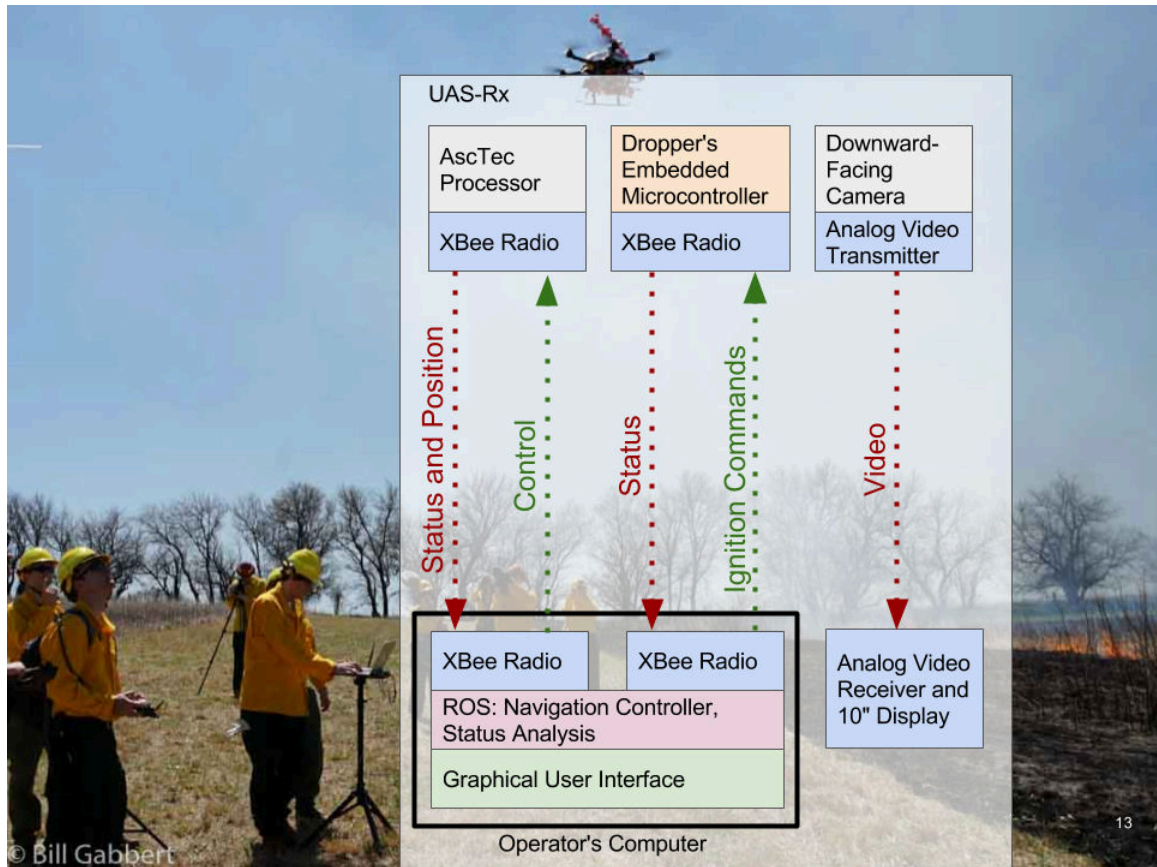 UAS-Rx
AscTec
Processor
XBee Radio
Dropper's
Embedded
Microcontroller
XBee Radio
Downward-
Facing
Camera
Analog Video
Transmitter
Status and Position
Control
Status
Ignition Commands
Video
XBee Radio
XBee Radio
ROS: Navigation Controller,
Status Analysis
Graphical User Interface
Operator's Computer
Analog Video
Receiver and
10" Display
13
© Bill Gabbert